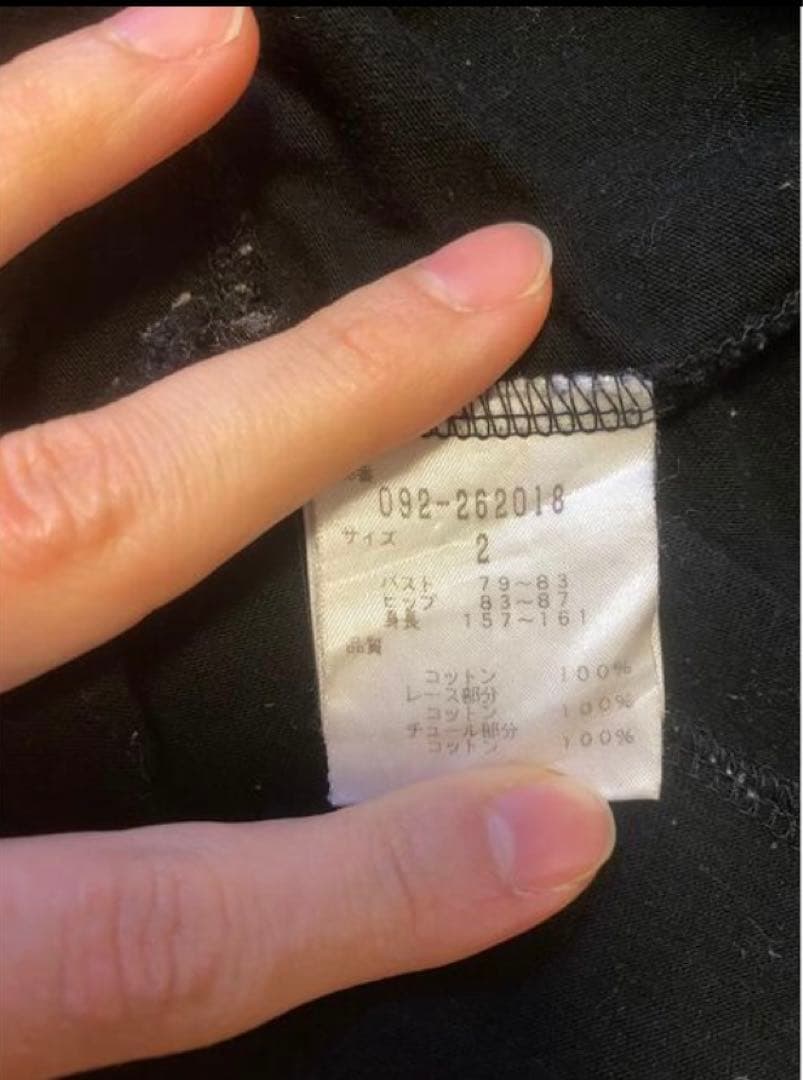 092-262018
サイズ 2
バスト 79~83
ヒップ 83~87
身長 157~161
品質
コットン 100%
レース部分
コットン 100%
チュール部分
コットン 100%